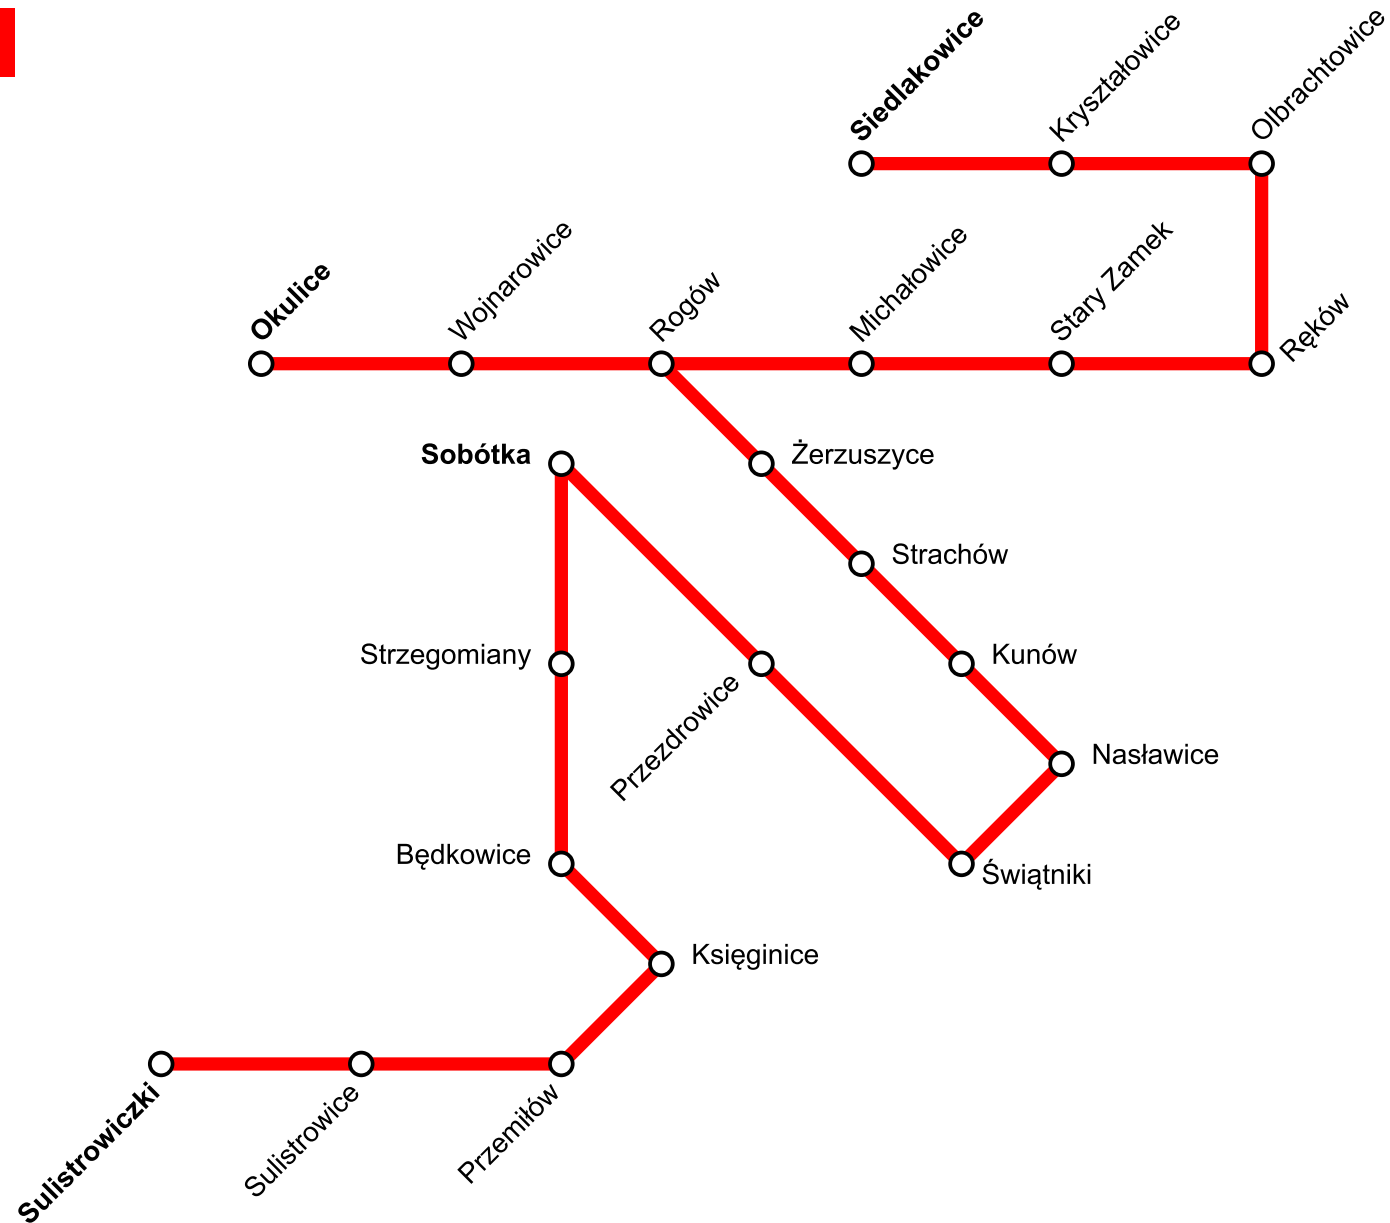 Siedlakowice
Kryształowice
Olbrachtowice
Okulice
Wojnarowice
Rogów
Michałowice
Stary Zamek
Ręków
Sobótka
Żerzuszyce
Strachów
Strzegomiany
Kunów
Przezdrowice
Nasławice
Będkowice
Świątniki
Księginice
Sulistrowiczki
Sulistrowice
Przemiłów